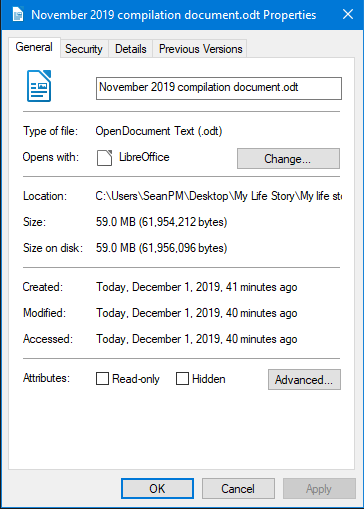 November 2019 compilation document.odt Properties
General Security Details Previous Versions
November 2019 compilation document.odt
Type of file: OpenDocument Text (.odt)
Opens with: LibreOffice Change...
Location: C:\Users\SeanPM\Desktop\My Life Story\My life sto
Size: 59.0 MB (61,954,212 bytes)
Size on disk: 59.0 MB (61,956,096 bytes)
Created: Today, December 1, 2019, 41 minutes ago
Modified: Today, December 1, 2019, 40 minutes ago
Accessed: Today, December 1, 2019, 40 minutes ago
Attributes: Read-only Hidden Advanced...
OK Cancel Apply